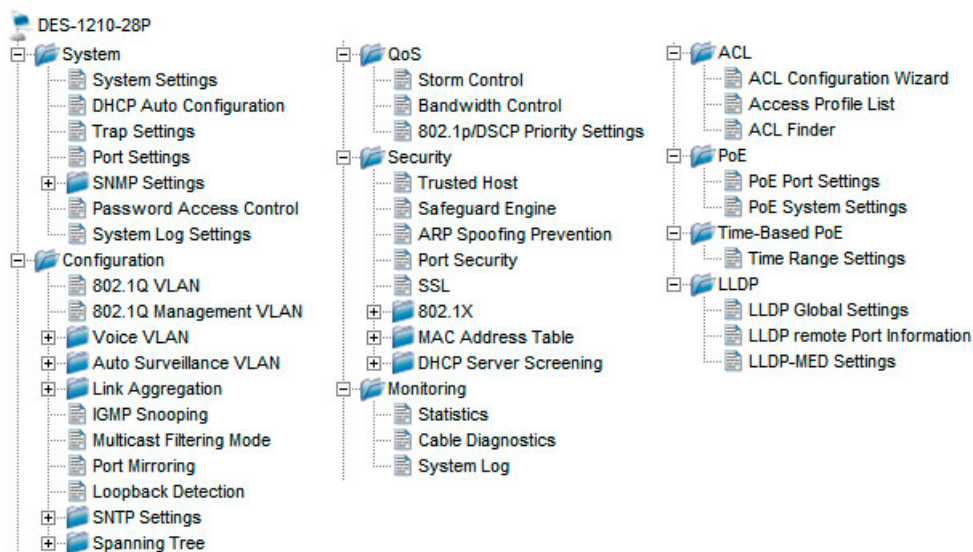 DES-1210-28P
System
System Settings
DHCP Auto Configuration
Trap Settings
Port Settings
SNMP Settings
Password Access Control
System Log Settings
Configuration
802.1Q VLAN
802.1Q Management VLAN
Voice VLAN
Auto Surveillance VLAN
Link Aggregation
IGMP Snooping
Multicast Filtering Mode
Port Mirroring
Loopback Detection
SNTP Settings
Spanning Tree
QoS
Storm Control
Bandwidth Control
802.1p/DSCP Priority Settings
Security
Trusted Host
Safeguard Engine
ARP Spoofing Prevention
Port Security
SSL
802.1X
MAC Address Table
DHCP Server Screening
Monitoring
Statistics
Cable Diagnostics
System Log
ACL
ACL Configuration Wizard
Access Profile List
ACL Finder
PoE
PoE Port Settings
PoE System Settings
Time-Based PoE
Time Range Settings
LLDP
LLDP Global Settings
LLDP remote Port Information
LLDP-MED Settings